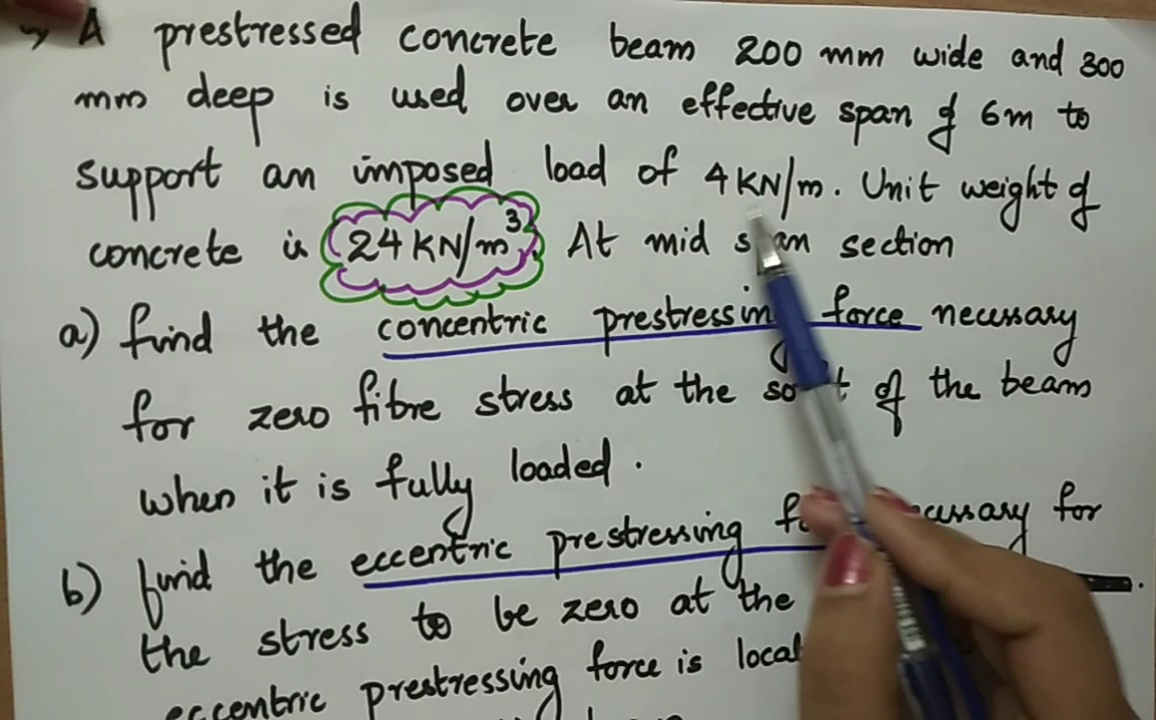 A prestressed concrete beam 200 mm wide and 300
mm deep is used over an effective span of 6m to
support an imposed load of 4 KN/m. Unit weight of
concrete is 24 KN/m³. At mid span section
a) find the concentric prestressing force necessary
for zero fibre stress at the of the beam
when it is fully loaded.
b) find the eccentric prestressing for
the stress to be zero at the
eccentric prestressing force is